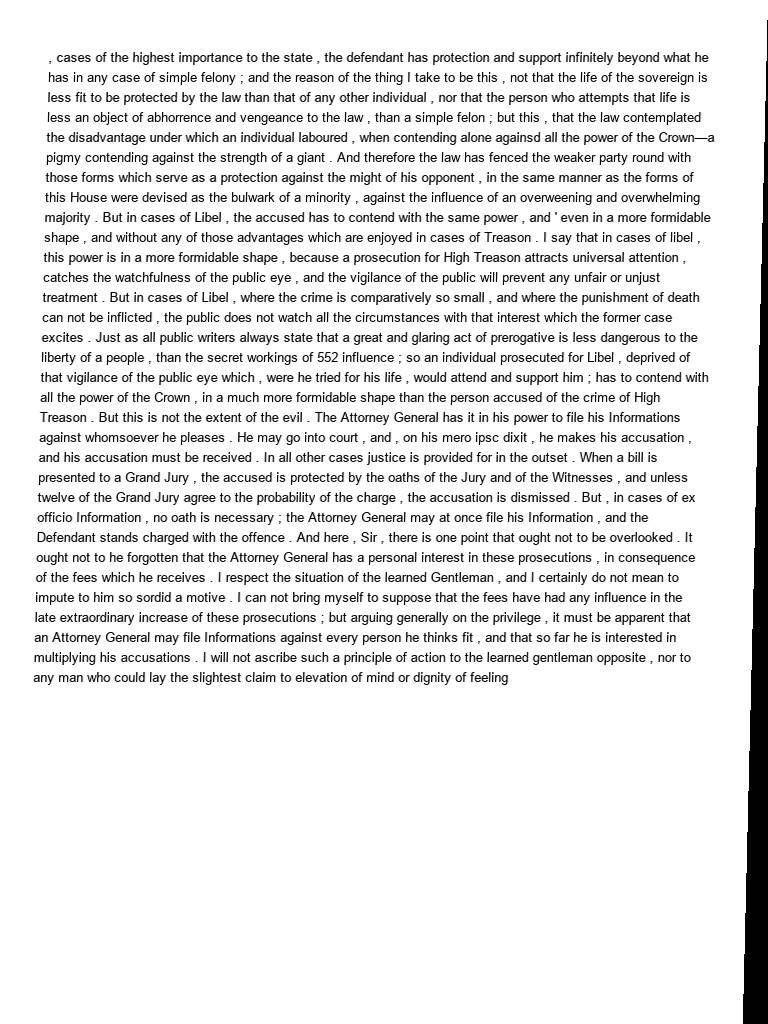 , cases of the highest importance to the state , the defendant has protection and support infinitely beyond what he
has in any case of simple felony ; and the reason of the thing I take to be this , not that the life of the sovereign is
less fit to be protected by the law than that of any other individual , nor that the person who attempts that life is
less an object of abhorrence and vengeance to the law , than a simple felon ; but this , that the law contemplated
the disadvantage under which an individual laboured , when contending alone againsd all the power of the Crown—a
pigmy contending against the strength of a giant . And therefore the law has fenced the weaker party round with
those forms which serve as a protection against the might of his opponent , in the same manner as the forms of
this House were devised as the bulwark of a minority , against the influence of an overweening and overwhelming
majority . But in cases of Libel , the accused has to contend with the same power , and ' even in a more formidable
shape , and without any of those advantages which are enjoyed in cases of Treason . I say that in cases of libel ,
this power is in a more formidable shape , because a prosecution for High Treason attracts universal attention ,
catches the watchfulness of the public eye , and the vigilance of the public will prevent any unfair or unjust
treatment . But in cases of Libel , where the crime is comparatively so small , and where the punishment of death
can not be inflicted , the public does not watch all the circumstances with that interest which the former case
excites . Just as all public writers always state that a great and glaring act of prerogative is less dangerous to the
liberty of a people , than the secret workings of 552 influence ; so an individual prosecuted for Libel , deprived of
that vigilance of the public eye which , were he tried for his life , would attend and support him ; has to contend with
all the power of the Crown , in a much more formidable shape than the person accused of the crime of High
Treason . But this is not the extent of the evil . The Attorney General has it in his power to file his Informations
against whomsoever he pleases . He may go into court , and , on his mero ipsc dixit , he makes his accusation ,
and his accusation must be received . In all other cases justice is provided for in the outset . When a bill is
presented to a Grand Jury , the accused is protected by the oaths of the Jury and of the Witnesses , and unless
twelve of the Grand Jury agree to the probability of the charge , the accusation is dismissed . But , in cases of ex
officio Information , no oath is necessary ; the Attorney General may at once file his Information , and the
Defendant stands charged with the offence . And here , Sir , there is one point that ought not to be overlooked . It
ought not to he forgotten that the Attorney General has a personal interest in these prosecutions , in consequence
of the fees which he receives . I respect the situation of the learned Gentleman , and I certainly do not mean to
impute to him so sordid a motive . I can not bring myself to suppose that the fees have had any influence in the
late extraordinary increase of these prosecutions ; but arguing generally on the privilege , it must be apparent that
an Attorney General may file Informations against every person he thinks fit , and that so far he is interested in
multiplying his accusations . I will not ascribe such a principle of action to the learned gentleman opposite , nor to
any man who could lay the slightest claim to elevation of mind or dignity of feeling